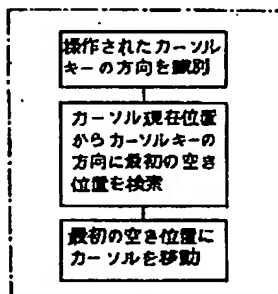 操作されたカーソル
キーの方向を識別
カーソル現在位置
からカーソルキーの
方向に最初の空き
位置を検索
最初の空き位置に
カーソルを移動